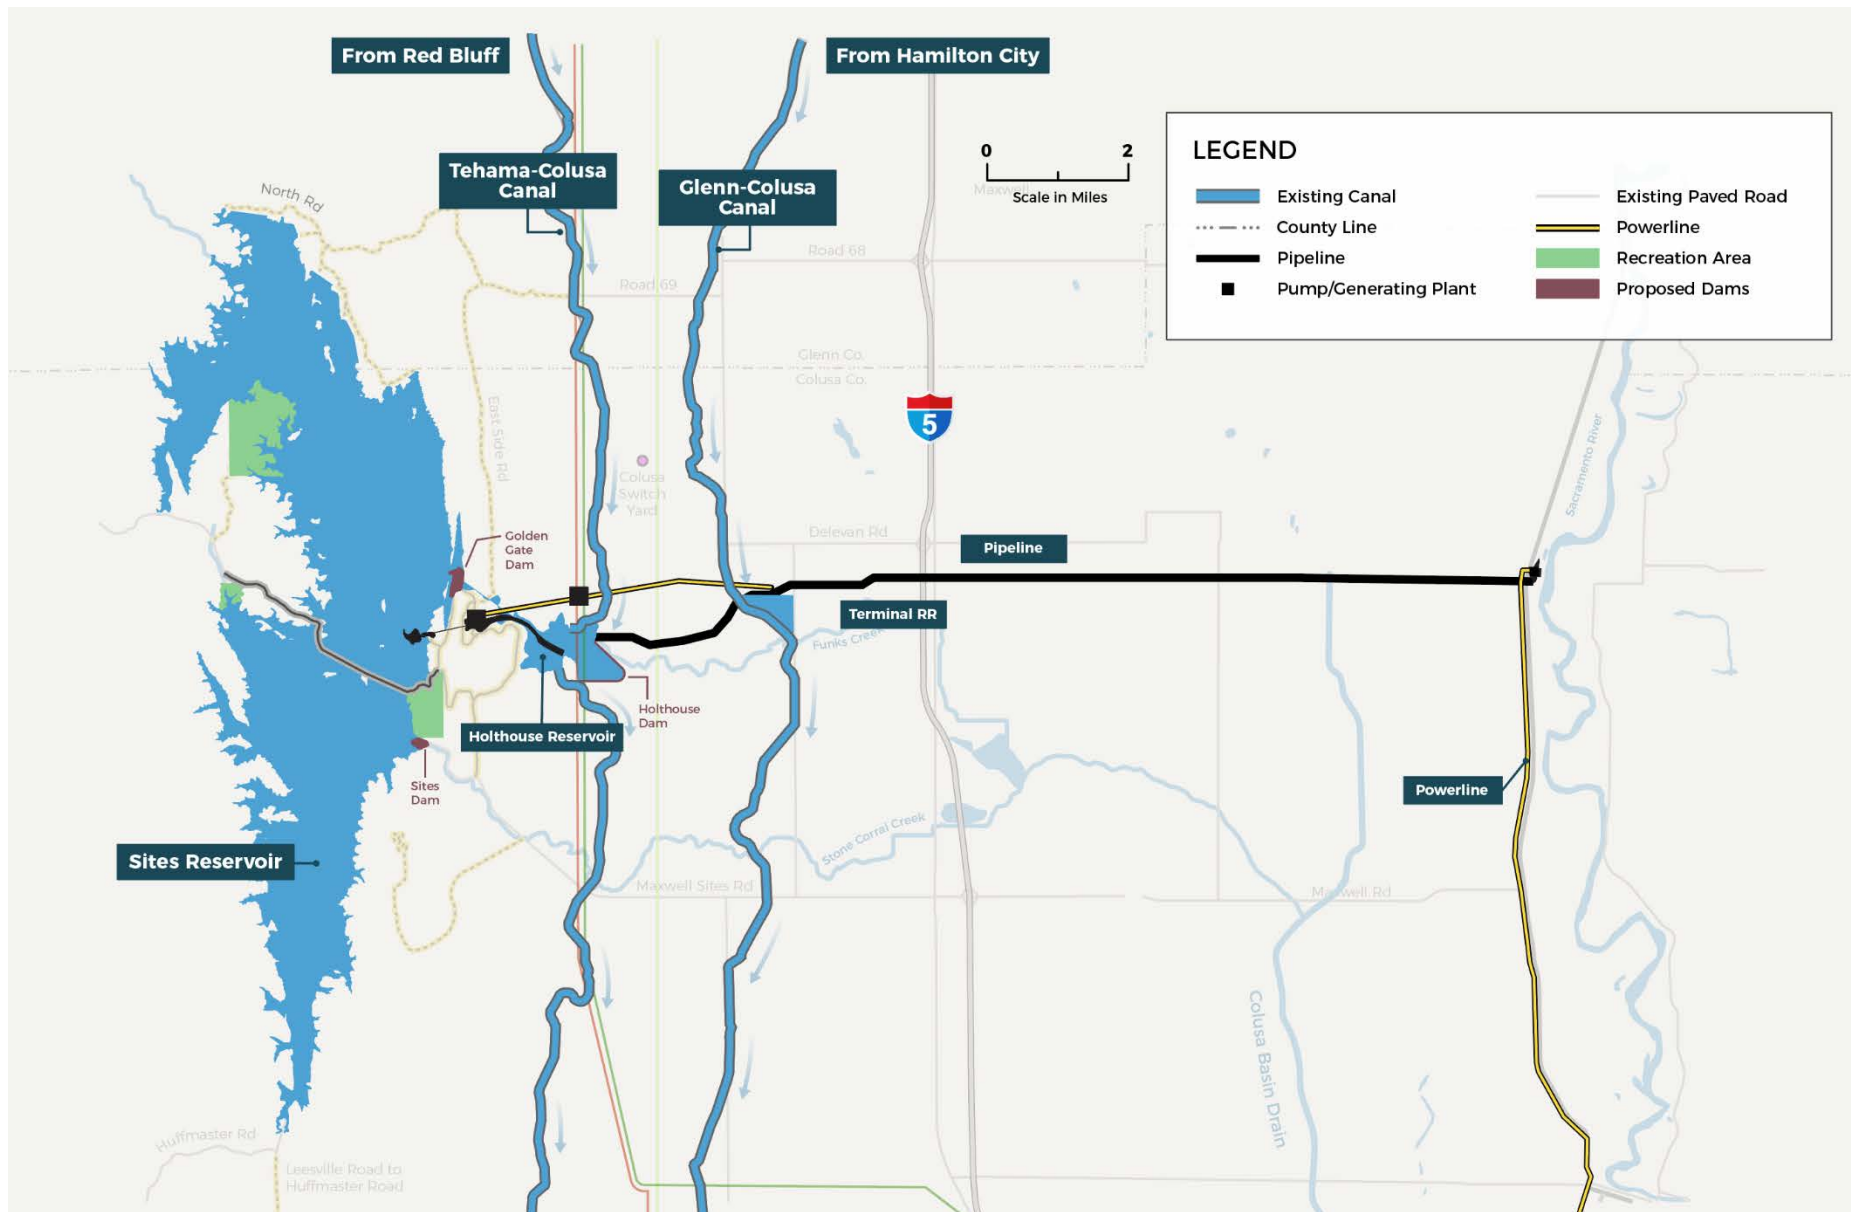 From Red Bluff
From Hamilton City
Tehama-Colusa
Canal
Glenn-Colusa
Canal
0 2
Scale in Miles
Maxwell
LEGEND
Existing Canal
County Line
Pipeline
Pump/Generating Plant
Existing Paved Road
Powerline
Recreation Area
Proposed Dams
North Rd
Road 68
Road 69
Glenn Co.
Colusa Co.
East Side Rd
5
Colusa
Switch
Yard
Sacramento River
Golden
Gate
Dam
Delevan Rd
Pipeline
Terminal RR
Funks Creek
Holthouse
Dam
Holthouse Reservoir
Sites
Dam
Powerline
Stone Corral Creek
Sites Reservoir
Maxwell Sites Rd
Maxwell Rd
Colusa Basin Drain
Huffmaster Rd
Leesville Road to
Huffmaster Road